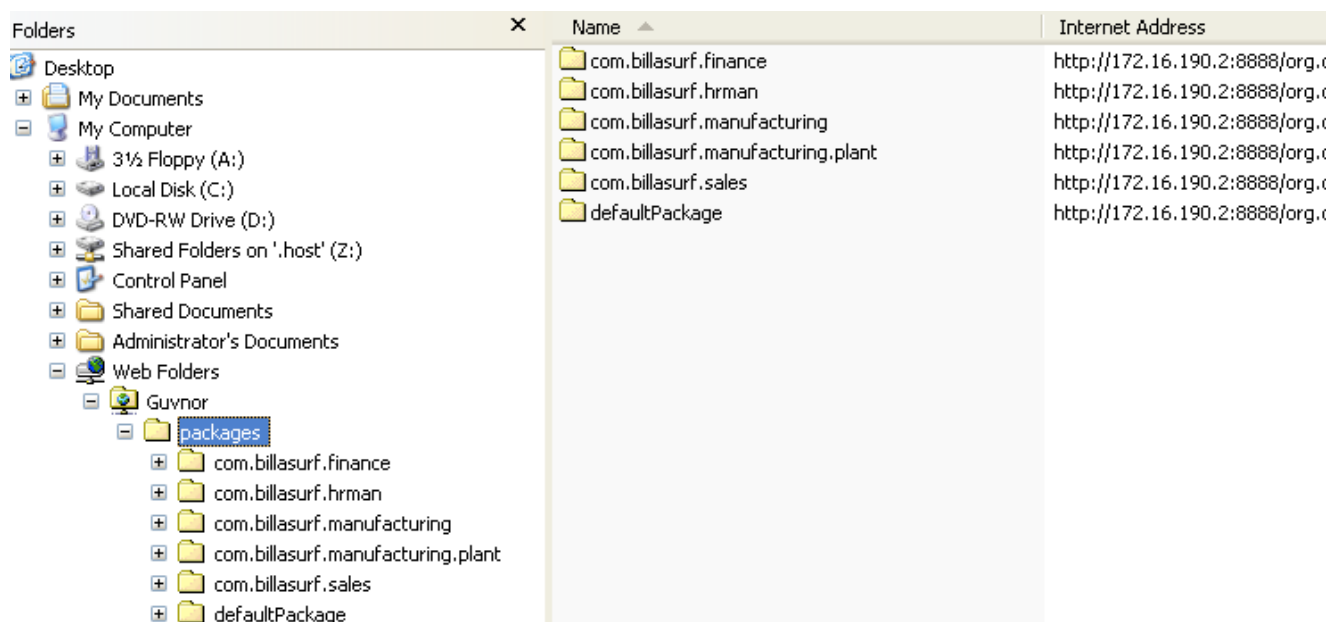 Folders
Desktop
My Documents
My Computer
3½ Floppy (A:)
Local Disk (C:)
DVD-RW Drive (D:)
Shared Folders on '.host' (Z:)
Control Panel
Shared Documents
Administrator's Documents
Web Folders
Guvnor
packages
com.billasurf.finance
com.billasurf.hrman
com.billasurf.manufacturing
com.billasurf.manufacturing.plant
com.billasurf.sales
defaultPackage
Name Internet Address
com.billasurf.finance http://172.16.190.2:8888/org.
com.billasurf.hrman http://172.16.190.2:8888/org.
com.billasurf.manufacturing http://172.16.190.2:8888/org.
com.billasurf.manufacturing.plant http://172.16.190.2:8888/org.
com.billasurf.sales http://172.16.190.2:8888/org.
defaultPackage http://172.16.190.2:8888/org.